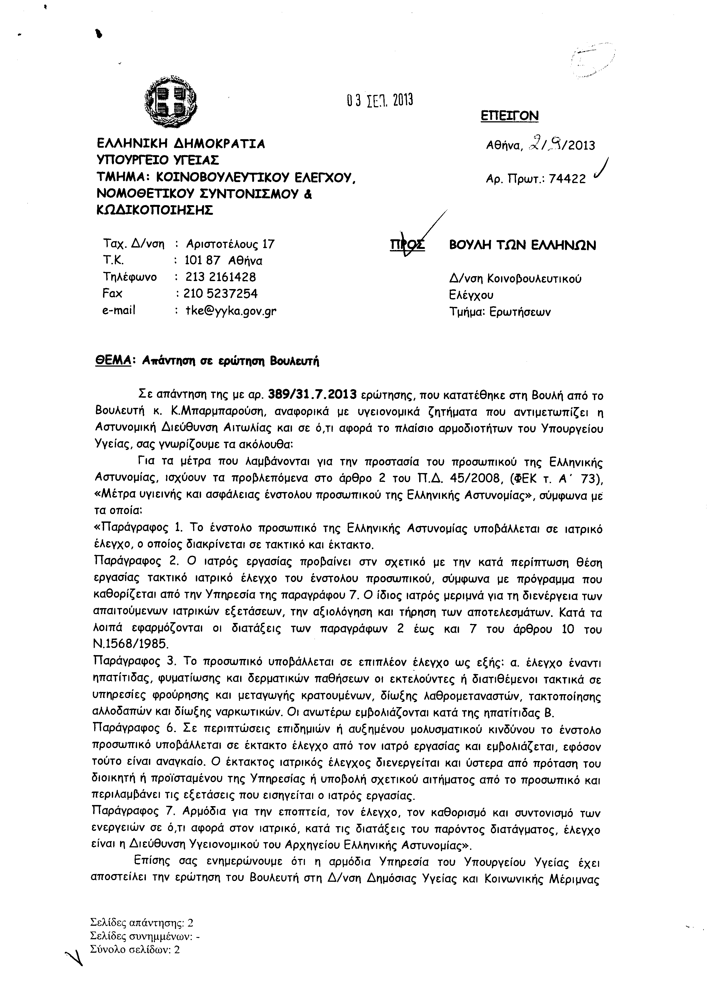 03 ΣΕΠ. 2013
ΕΠΕΙΓΟΝ
ΕΛΛΗΝΙΚΗ ΔΗΜΟΚΡΑΤΙΑ
ΥΠΟΥΡΓΕΙΟ ΥΓΕΙΑΣ
ΤΜΗΜΑ: ΚΟΙΝΟΒΟΥΛΕΥΤΙΚΟΥ ΕΛΕΓΧΟΥ,
ΝΟΜΟΘΕΤΙΚΟΥ ΣΥΝΤΟΝΙΣΜΟΥ &
ΚΩΔΙΚΟΠΟΙΗΣΗΣ
Αθήνα, 2/9/2013
Αρ. Πρωτ.: 74422
Ταχ. Δ/νση : Αριστοτέλους 17
Τ.Κ. : 101 87 Αθήνα
Τηλέφωνο : 213 2161428
Fax : 210 5237254
e-mail : tke@yyka.gov.gr
ΠΡΟΣ ΒΟΥΛΗ ΤΩΝ ΕΛΛΗΝΩΝ
Δ/νση Κοινοβουλευτικού
Ελέγχου
Τμήμα: Ερωτήσεων
ΘΕΜΑ: Απάντηση σε ερώτηση Βουλευτή
Σε απάντηση της με αρ. 389/31.7.2013 ερώτησης, που κατατέθηκε στη Βουλή από το
Βουλευτή κ. Κ.Μπαρμπαρούση, αναφορικά με υγειονομικά ζητήματα που αντιμετωπίζει η
Αστυνομική Διεύθυνση Αιτωλίας και σε ό,τι αφορά το πλαίσιο αρμοδιοτήτων του Υπουργείου
Υγείας, σας γνωρίζουμε τα ακόλουθα:
Για τα μέτρα που λαμβάνονται για την προστασία του προσωπικού της Ελληνικής
Αστυνομίας, ισχύουν τα προβλεπόμενα στο άρθρο 2 του Π.Δ. 45/2008, (ΦΕΚ τ. Α' 73),
«Μέτρα υγιεινής και ασφάλειας ένστολου προσωπικού της Ελληνικής Αστυνομίας», σύμφωνα με
τα οποία:
«Παράγραφος 1. Το ένστολο προσωπικό της Ελληνικής Αστυνομίας υποβάλλεται σε ιατρικό
έλεγχο, ο οποίος διακρίνεται σε τακτικό και έκτακτο.
Παράγραφος 2. Ο ιατρός εργασίας προβαίνει στν σχετικό με την κατά περίπτωση θέση
εργασίας τακτικό ιατρικό έλεγχο του ένστολου προσωπικού, σύμφωνα με πρόγραμμα που
καθορίζεται από την Υπηρεσία της παραγράφου 7. Ο ίδιος ιατρός μεριμνά για τη διενέργεια των
απαιτούμενων ιατρικών εξετάσεων, την αξιολόγηση και τήρηση των αποτελεσμάτων. Κατά τα
λοιπά εφαρμόζονται οι διατάξεις των παραγράφων 2 έως και 7 του άρθρου 10 του
Ν.1568/1985.
Παράγραφος 3. Το προσωπικό υποβάλλεται σε επιπλέον έλεγχο ως εξής: α. έλεγχο έναντι
ηπατίτιδας, φυματίωσης και δερματικών παθήσεων οι εκτελούντες ή διατιθέμενοι τακτικά σε
υπηρεσίες φρούρησης και μεταγωγής κρατουμένων, δίωξης λαθρομεταναστών, τακτοποίησης
αλλοδαπών και δίωξης ναρκωτικών. Οι ανωτέρω εμβολιάζονται κατά της ηπατίτιδας Β.
Παράγραφος 6. Σε περιπτώσεις επιδημιών ή αυξημένου μολυσματικού κινδύνου το ένστολο
προσωπικό υποβάλλεται σε έκτακτο έλεγχο από τον ιατρό εργασίας και εμβολιάζεται, εφόσον
τούτο είναι αναγκαίο. Ο έκτακτος ιατρικός έλεγχος διενεργείται και ύστερα από πρόταση του
διοικητή ή προϊσταμένου της Υπηρεσίας ή υποβολή σχετικού αιτήματος από το προσωπικό και
περιλαμβάνει τις εξετάσεις που εισηγείται ο ιατρός εργασίας.
Παράγραφος 7. Αρμόδια για την εποπτεία, τον έλεγχο, τον καθορισμό και συντονισμό των
ενεργειών σε ό,τι αφορά στον ιατρικό, κατά τις διατάξεις του παρόντος διατάγματος, έλεγχο
είναι η Διεύθυνση Υγειονομικού του Αρχηγείου Ελληνικής Αστυνομίας».
Επίσης σας ενημερώνουμε ότι η αρμόδια Υπηρεσία του Υπουργείου Υγείας έχει
αποστείλει την ερώτηση του Βουλευτή στη Δ/νση Δημόσιας Υγείας και Κοινωνικής Μέριμνας
Σελίδες απάντησης: 2
Σελίδες συνημμένων: -
Σύνολο σελίδων: 2